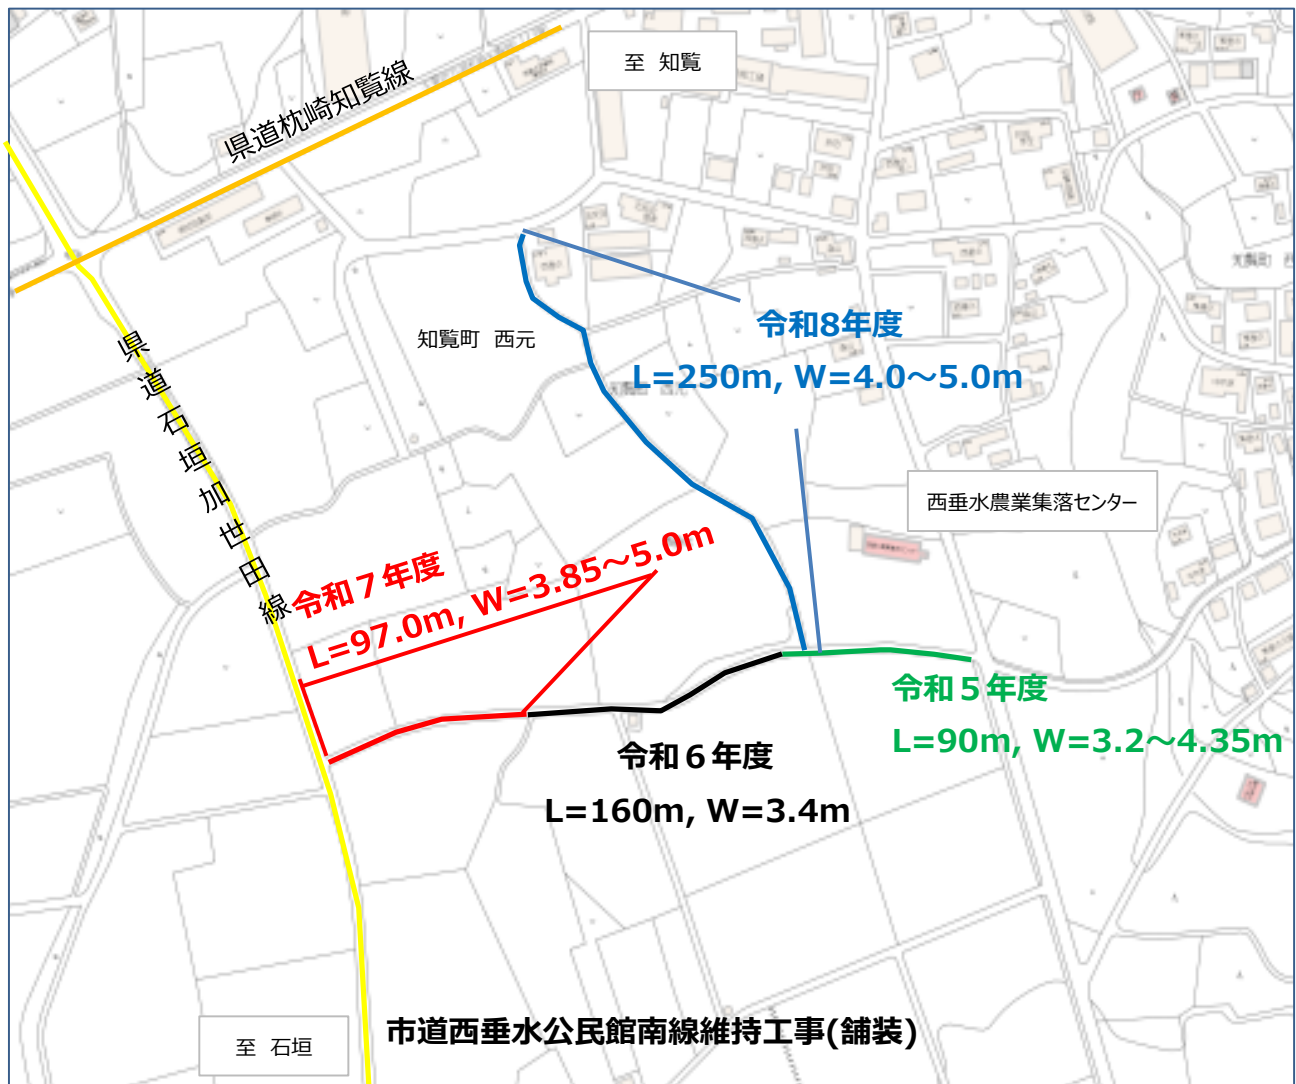 至 知覧
県道枕崎知覧線
令和8年度
L=250m, W=4.0～5.0m
知覧町 西元
県道石垣加世田線
西垂水農業集落センター
令和７年度
L=97.0m, W=3.85～5.0m
令和５年度
L=90m, W=3.2～4.35m
令和６年度
L=160m, W=3.4m
市道西垂水公民館南線維持工事(舗装)
至 石垣